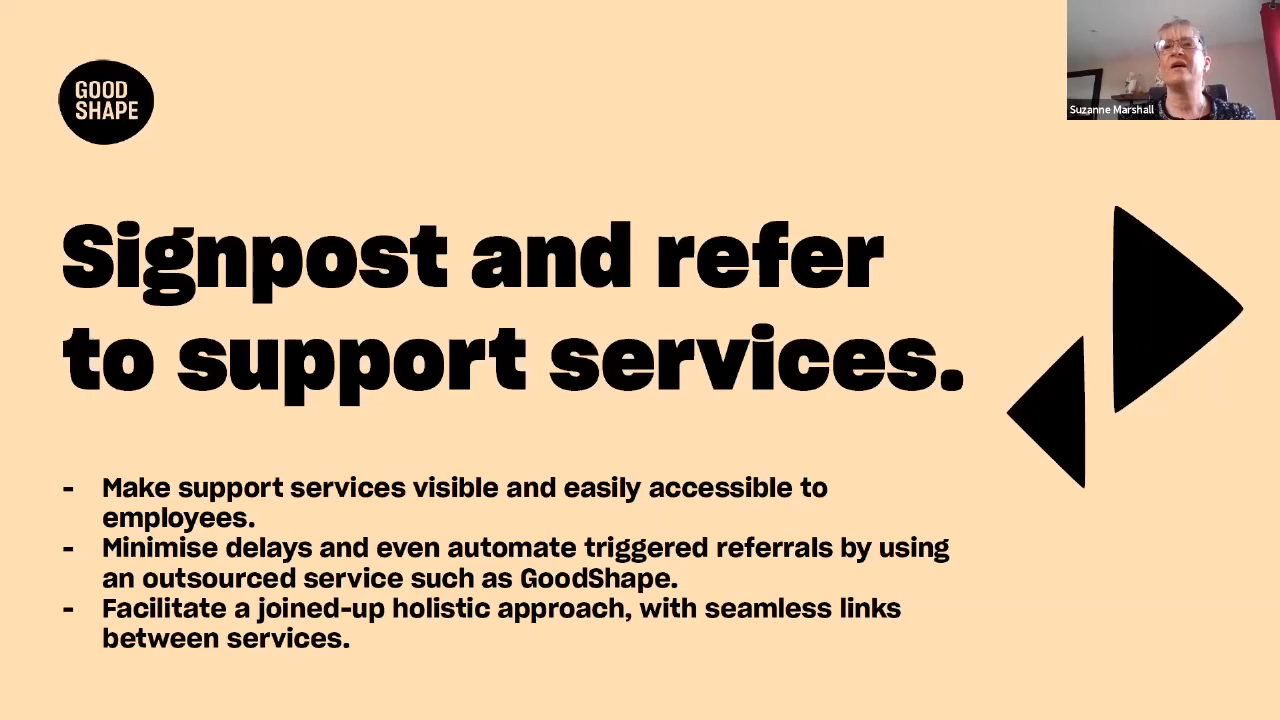 GOOD
SHAPE
Suzanne Marshall
Signpost and refer
to support services.
- Make support services visible and easily accessible to
employees.
- Minimise delays and even automate triggered referrals by using
an outsourced service such as GoodShape.
- Facilitate a joined-up holistic approach, with seamless links
between services.